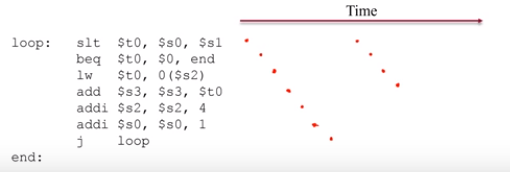 Time
loop: slt $t0, $s0, $s1
beq $t0, $0, end
lw $t0, 0($s2)
add $s3, $s3, $t0
addi $s2, $s2, 4
addi $s0, $s0, 1
j loop
end: